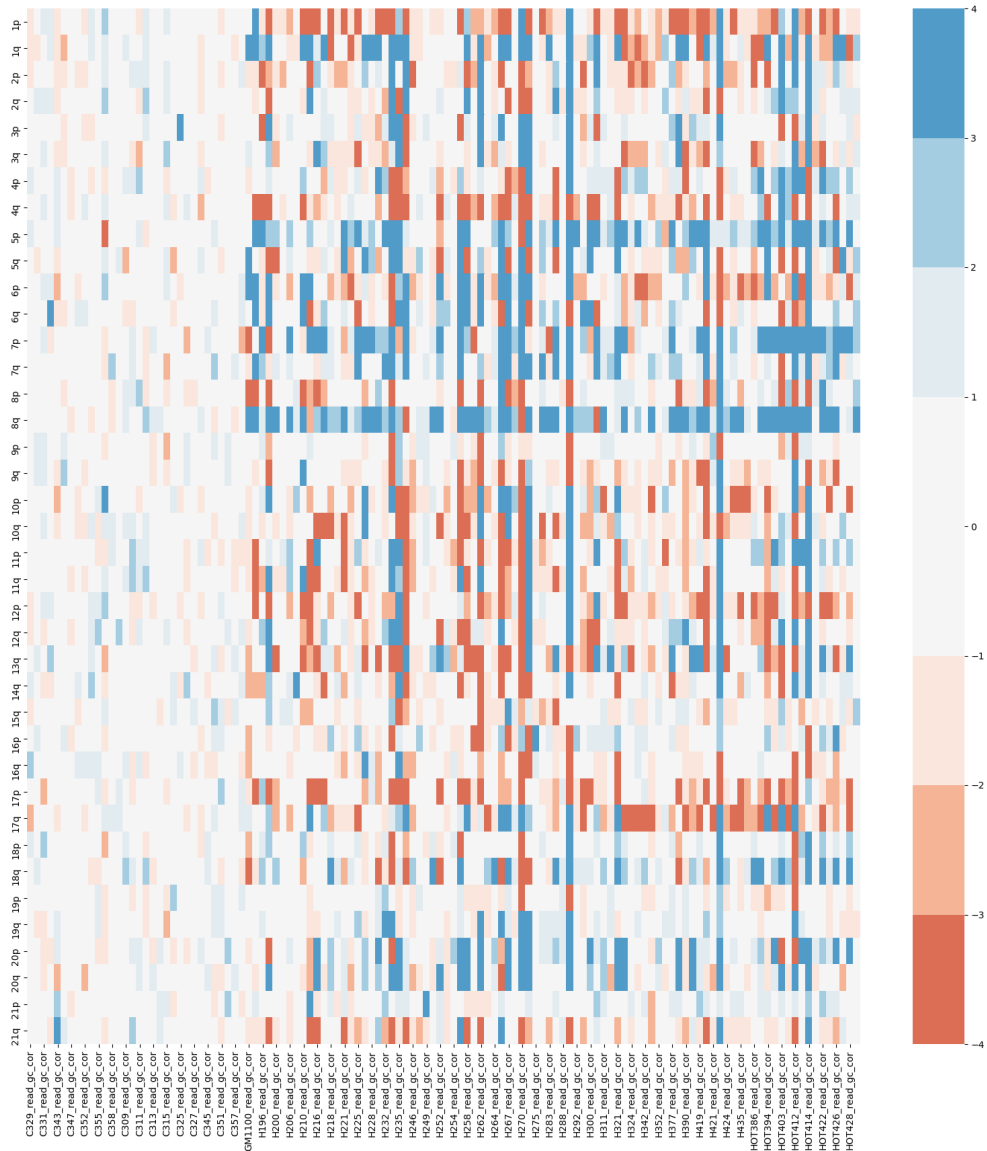 1p
1q
2p
2q
3p
3q
4p
4q
5p
5q
6p
6q
7p
7q
8p
8q
9p
9q
10p
10q
11p
11q
12p
12q
13q
14q
15q
16p
16q
17p
17q
18p
18q
19p
19q
20p
20q
21p
21q
4
3
2
1
0
−1
−2
−3
−4
C329_read_gc_cor
C331_read_gc_cor
C343_read_gc_cor
C347_read_gc_cor
C352_read_gc_cor
C355_read_gc_cor
C358_read_gc_cor
C309_read_gc_cor
C311_read_gc_cor
C313_read_gc_cor
C315_read_gc_cor
C325_read_gc_cor
C327_read_gc_cor
C345_read_gc_cor
C351_read_gc_cor
C357_read_gc_cor
GM1100_read_gc_cor
H196_read_gc_cor
H200_read_gc_cor
H206_read_gc_cor
H210_read_gc_cor
H216_read_gc_cor
H218_read_gc_cor
H221_read_gc_cor
H225_read_gc_cor
H228_read_gc_cor
H232_read_gc_cor
H235_read_gc_cor
H246_read_gc_cor
H249_read_gc_cor
H252_read_gc_cor
H254_read_gc_cor
H258_read_gc_cor
H262_read_gc_cor
H264_read_gc_cor
H267_read_gc_cor
H270_read_gc_cor
H275_read_gc_cor
H283_read_gc_cor
H288_read_gc_cor
H292_read_gc_cor
H300_read_gc_cor
H311_read_gc_cor
H321_read_gc_cor
H324_read_gc_cor
H342_read_gc_cor
H352_read_gc_cor
H377_read_gc_cor
H390_read_gc_cor
H419_read_gc_cor
H421_read_gc_cor
H424_read_gc_cor
H435_read_gc_cor
HOT386_read_gc_cor
HOT394_read_gc_cor
HOT403_read_gc_cor
HOT412_read_gc_cor
HOT414_read_gc_cor
HOT422_read_gc_cor
HOT426_read_gc_cor
HOT428_read_gc_cor